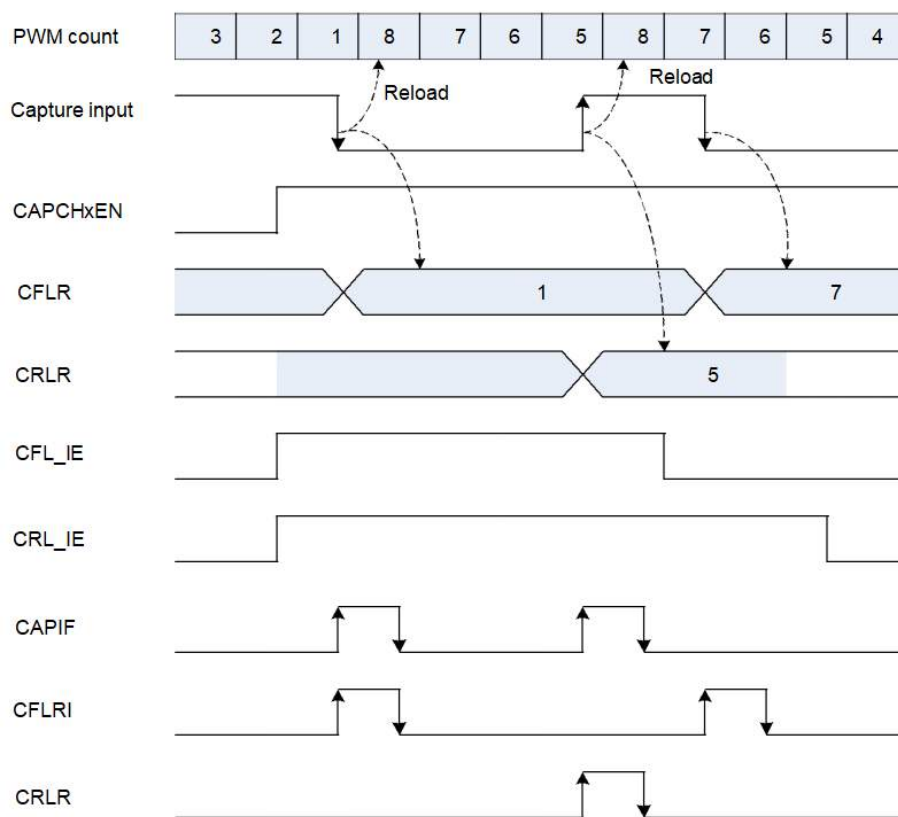 PWM count 3 2 1 8 7 6 5 8 7 6 5 4
Reload
Reload
Capture input
CAPCHxEN
CFLR 1 7
CRLR 5
CFL_IE
CRL_IE
CAPIF
CFLRI
CRLR